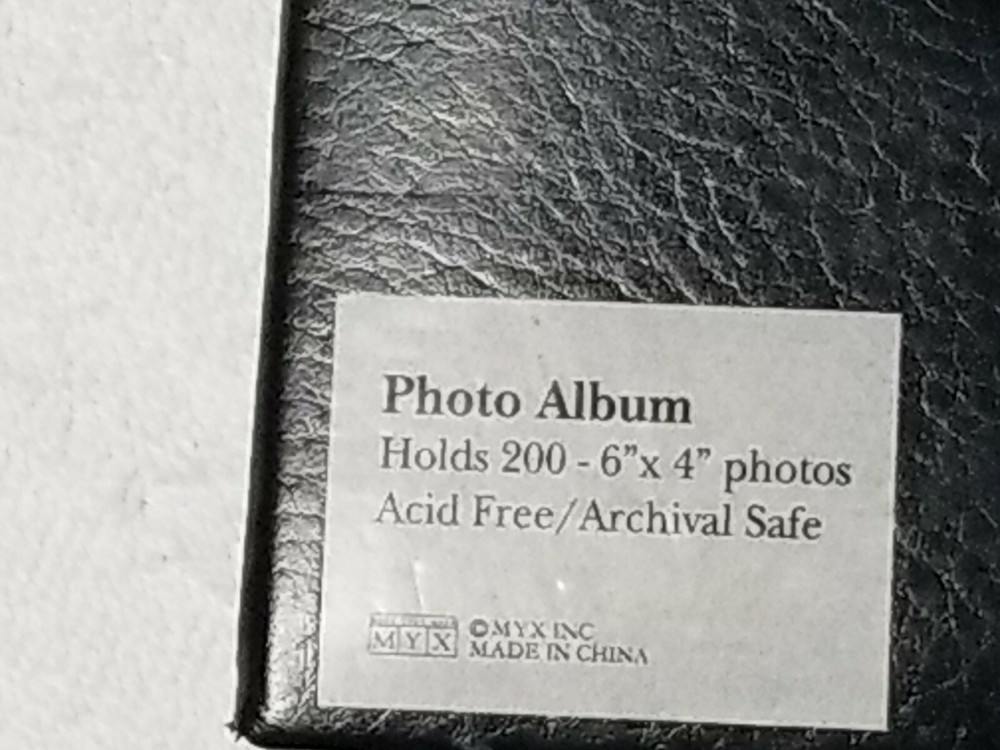 Photo Album
Holds 200 - 6”x 4” photos
Acid Free/Archival Safe
MYX
©MYX INC
MADE IN CHINA